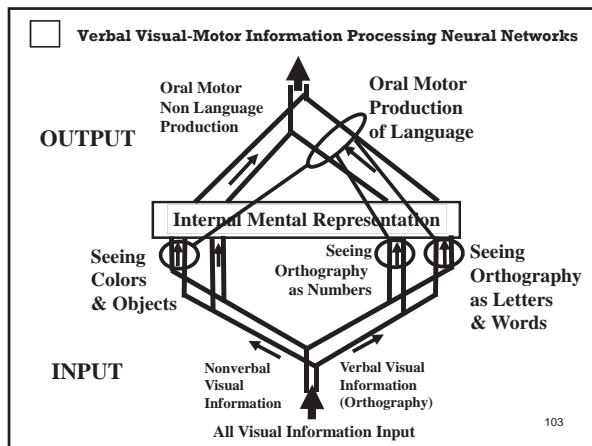 Verbal Visual-Motor Information Processing Neural Networks
Oral Motor
Non Language
Production
Oral Motor
Production
of Language
OUTPUT
Internal Mental Representation
Seeing
Colors
& Objects
Seeing
Orthography
as Numbers
Seeing
Orthography
as Letters
& Words
INPUT
Nonverbal
Visual
Information
Verbal Visual
Information
(Orthography)
All Visual Information Input
103